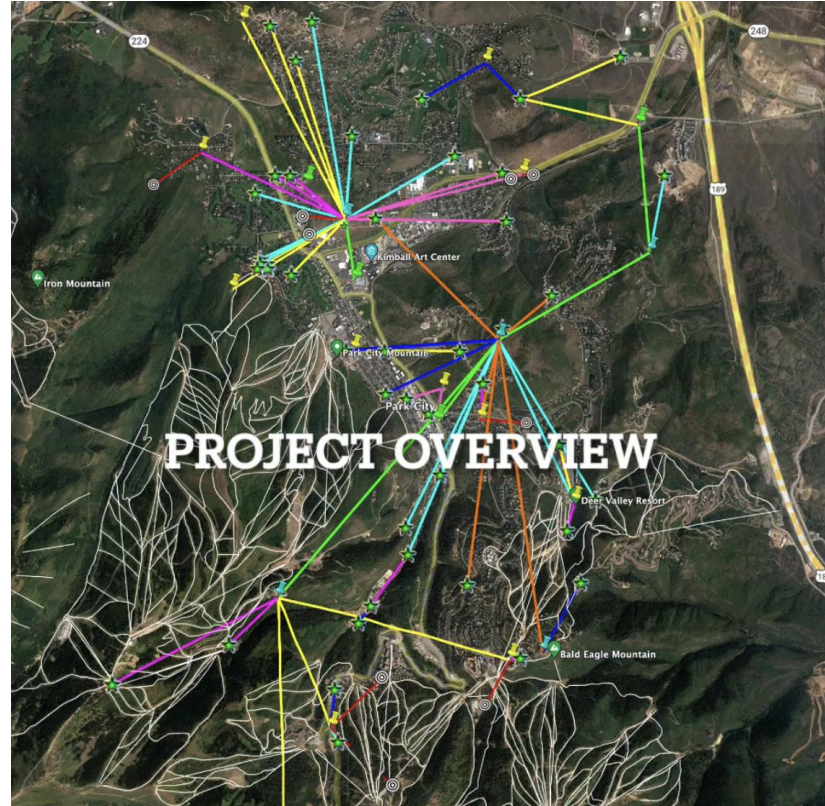 224
248
189
Kimball Art Center
Iron Mountain
Park City Mountain
Park City
PROJECT OVERVIEW
Deer Valley Resort
18
Bald Eagle Mountain